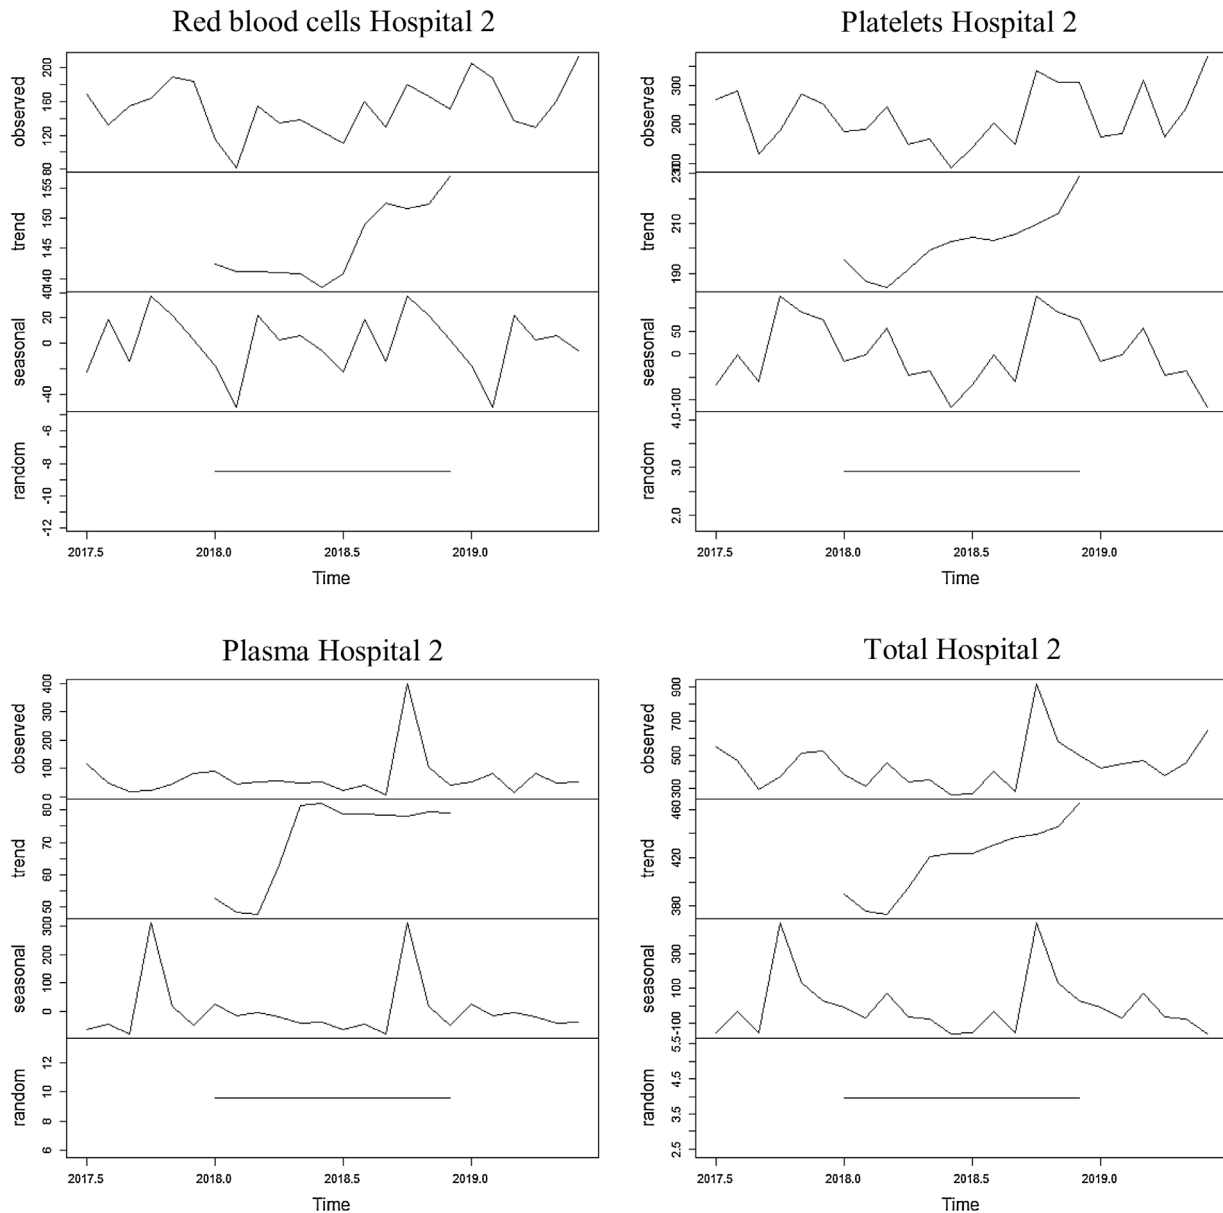 Red blood cells Hospital 2
observed
200
160
120
80
trend
155
150
145
140
seasonal
40
20
0
-40
random
-6
-8
-10
-12
2017.5 2018.0 2018.5 2019.0
Time
Platelets Hospital 2
observed
300
200
100
trend
230
210
190
seasonal
50
0
-100
random
4.0
3.0
2.0
2017.5 2018.0 2018.5 2019.0
Time
Plasma Hospital 2
observed
400
300
200
100
0
trend
80
70
60
50
seasonal
300
100
0
random
12
10
8
6
2017.5 2018.0 2018.5 2019.0
Time
Total Hospital 2
observed
900
700
500
300
trend
460
420
380
seasonal
300
100
-100
random
5.5
4.5
3.5
2.5
2017.5 2018.0 2018.5 2019.0
Time